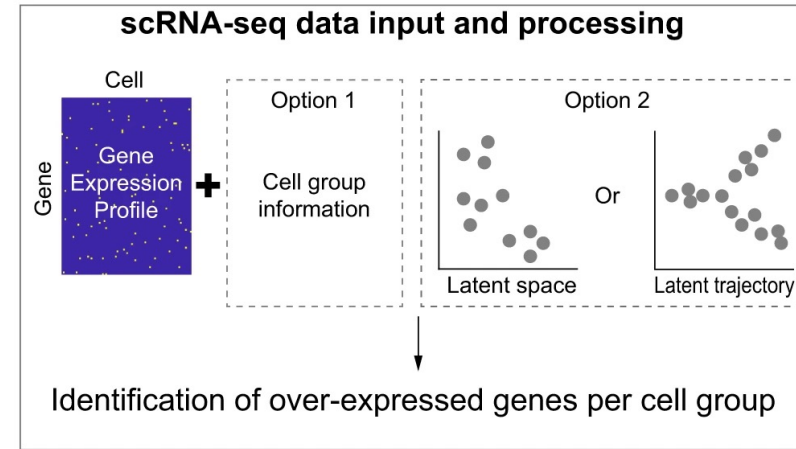 scRNA-seq data input and processing
Cell
Gene
Gene
Expression
Profile
+
Option 1
Cell group
information
Option 2
Latent space
Or
Latent trajectory
Identification of over-expressed genes per cell group